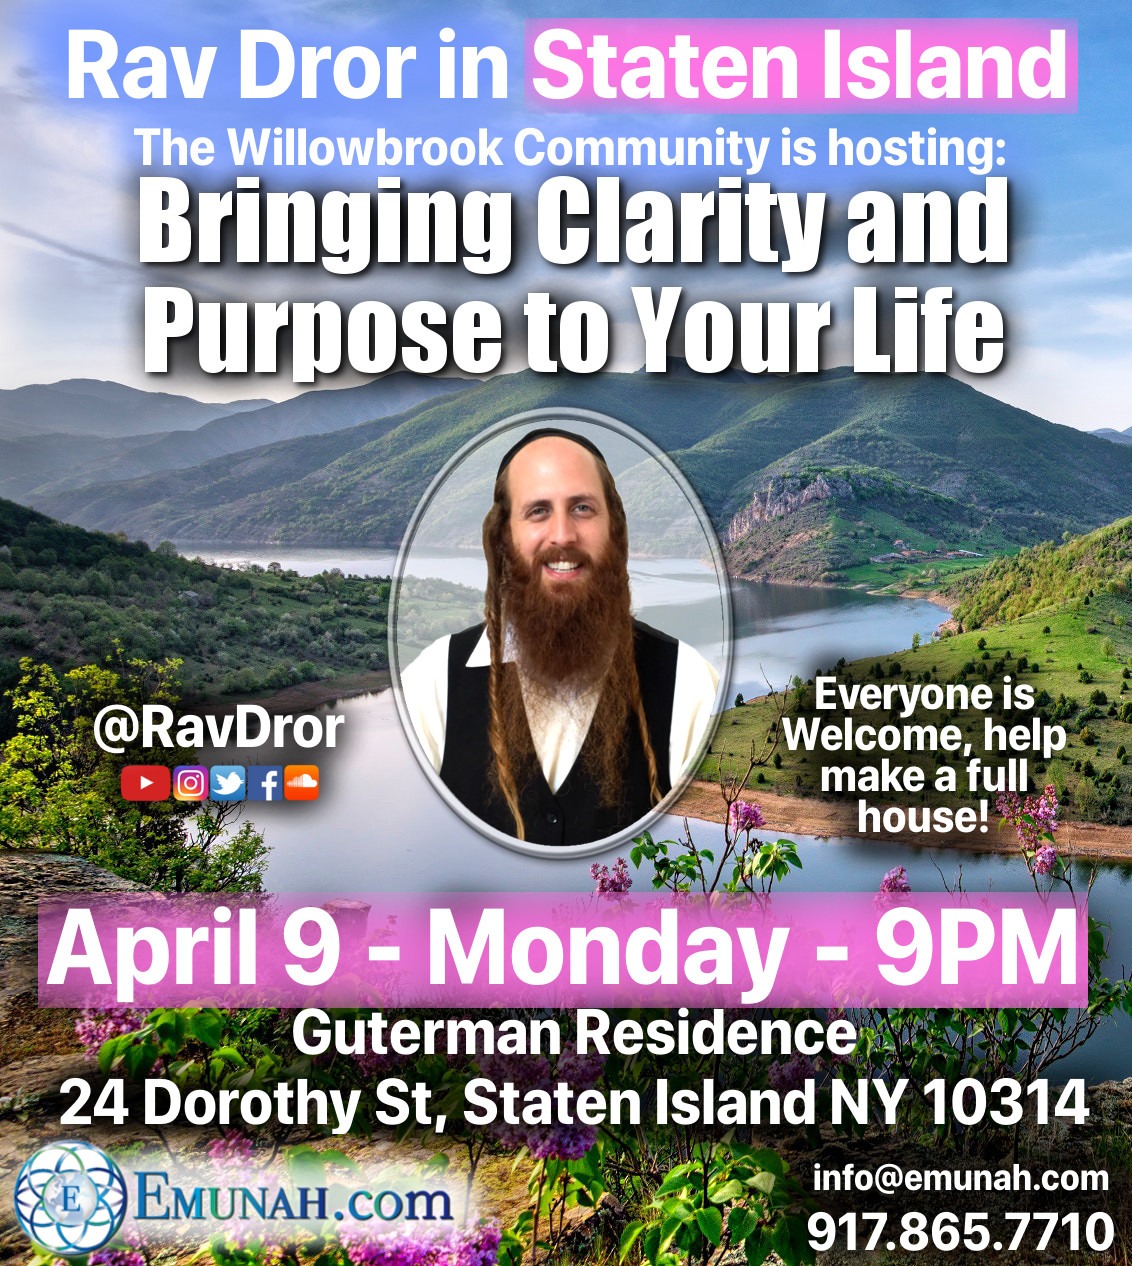 Rav Dror in Staten Island
The Willowbrook Community is hosting:
Bringing Clarity and
Purpose to Your Life
@RavDror
Everyone is
Welcome, help
make a full
house!
April 9 - Monday - 9PM
Guterman Residence
24 Dorothy St, Staten Island NY 10314
E
EMUNAH.com
info@emunah.com
917.865.7710